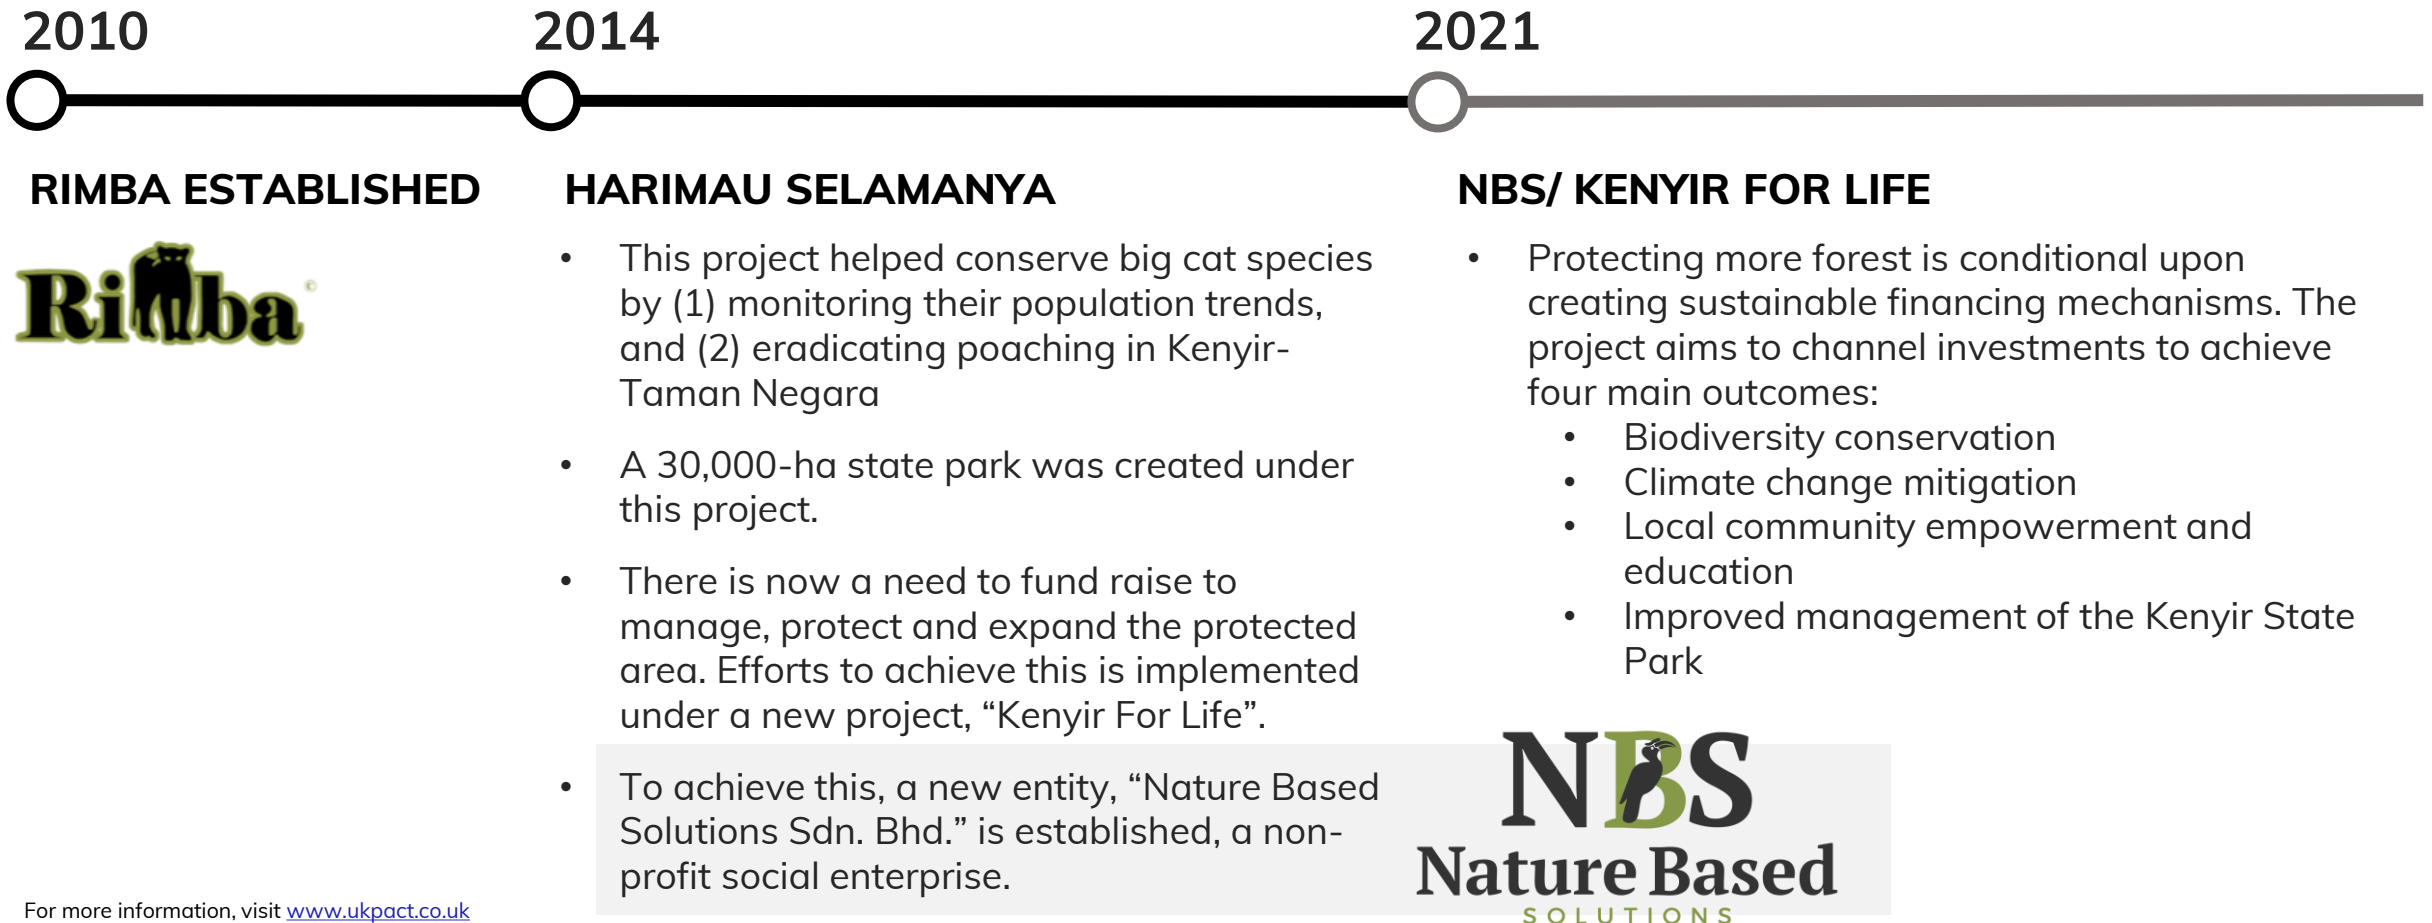 2010
2014
2021
RIMBA ESTABLISHED
Rimba
©
HARIMAU SELAMANYA
• This project helped conserve big cat species
by (1) monitoring their population trends,
and (2) eradicating poaching in Kenyir-
Taman Negara
• A 30,000-ha state park was created under
this project.
• There is now a need to fund raise to
manage, protect and expand the protected
area. Efforts to achieve this is implemented
under a new project, “Kenyir For Life”.
• To achieve this, a new entity, “Nature Based
Solutions Sdn. Bhd.” is established, a non-
profit social enterprise.
NBS/ KENYIR FOR LIFE
• Protecting more forest is conditional upon
creating sustainable financing mechanisms. The
project aims to channel investments to achieve
four main outcomes:
• Biodiversity conservation
• Climate change mitigation
• Local community empowerment and
education
• Improved management of the Kenyir State
Park
NBS
Nature Based
SOLUTIONS
For more information, visit www.ukpact.co.uk